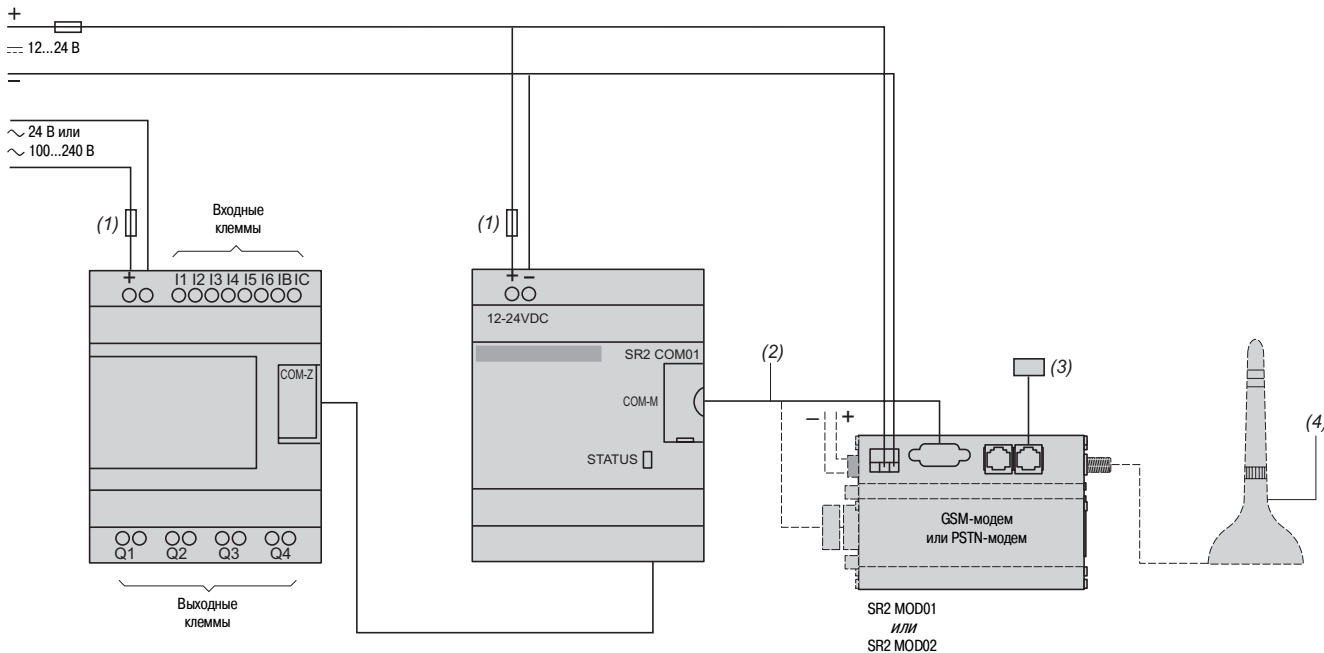 +
12...24 В
–
24 В или
100...240 В
(1)
Входные
клеммы
+
I1 I2 I3 I4 I5 I6 IB IC
COM-Z
Q1 Q2 Q3 Q4
Выходные
клеммы
(1)
+ –
12-24VDC
SR2 COM01
COM-M
STATUS
(2)
(3)
– +
GSM-модем
или PSTN-модем
SR2 MOD01
ИЛИ
SR2 MOD02
(4)